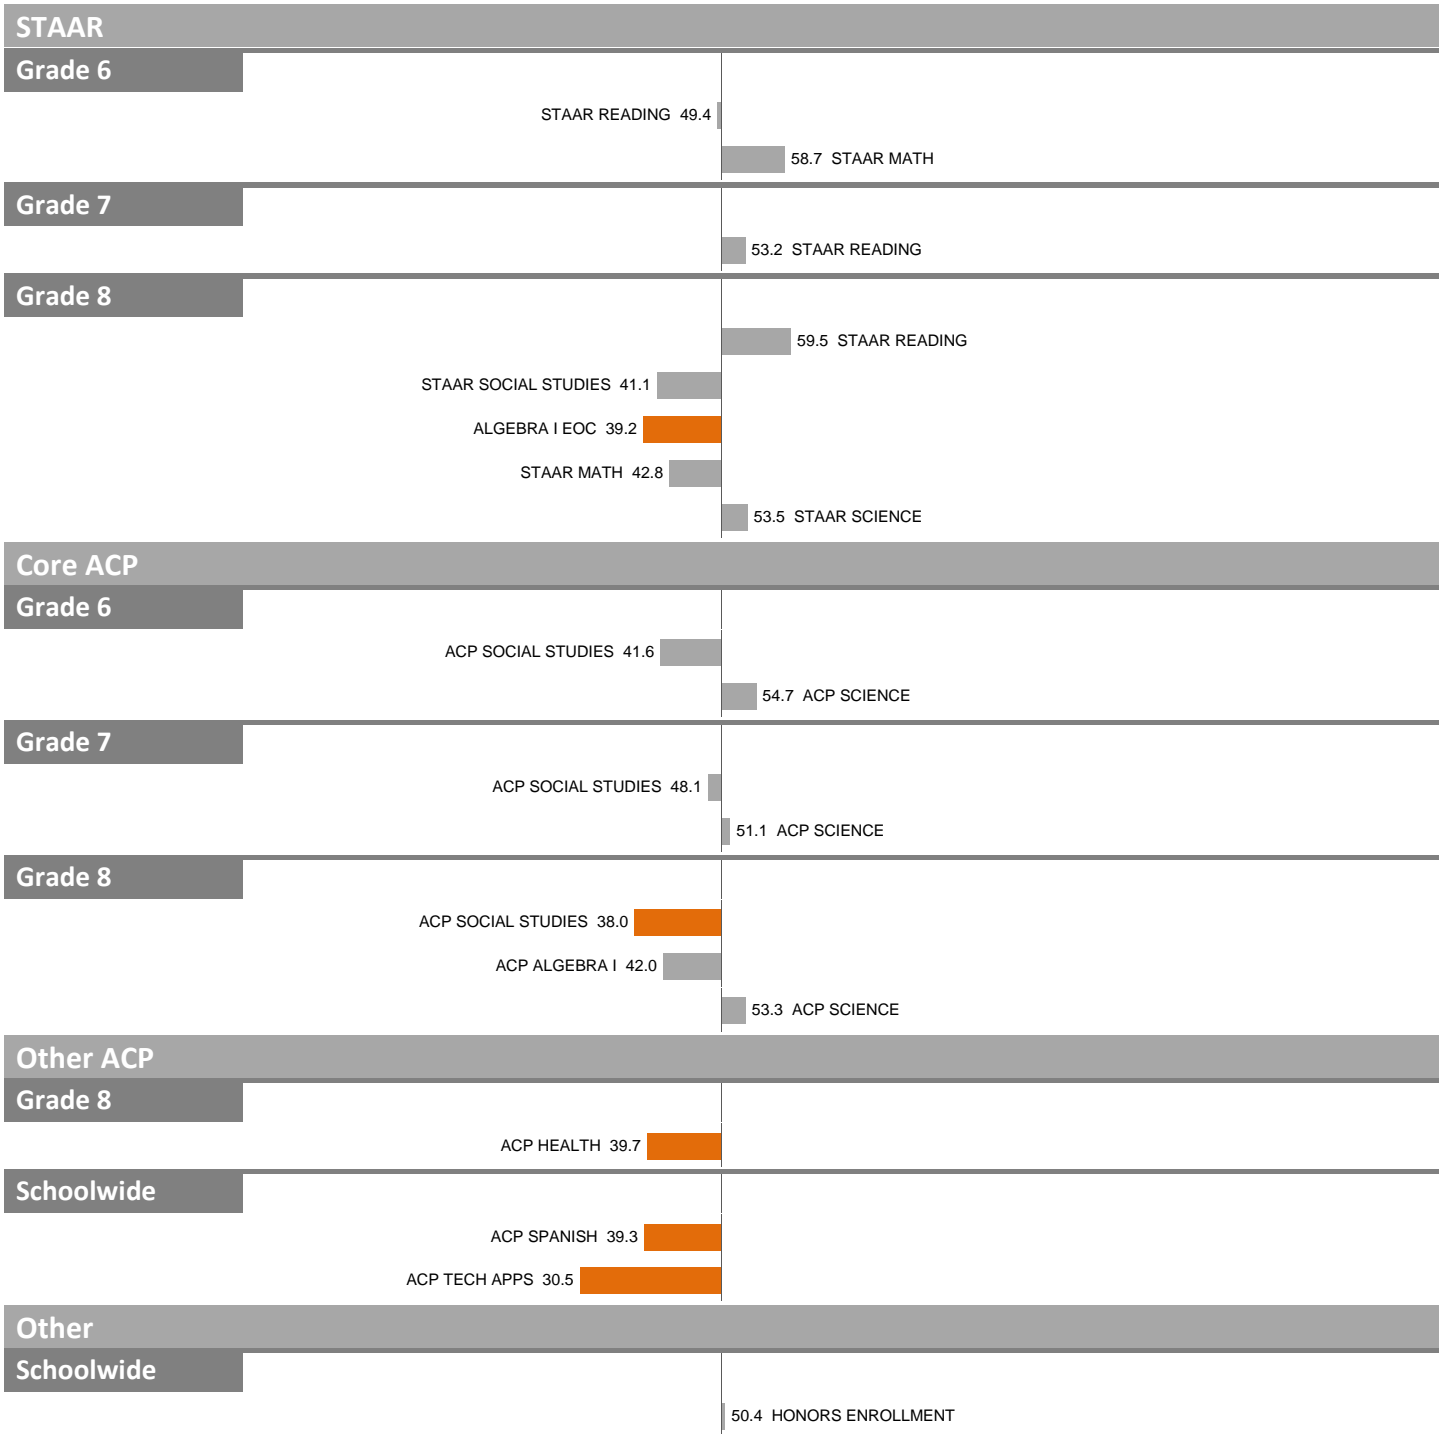 STAAR
Grade 6
STAAR READING 49.4
58.7 STAAR MATH
Grade 7
53.2 STAAR READING
Grade 8
59.5 STAAR READING
STAAR SOCIAL STUDIES 41.1
ALGEBRA I EOC 39.2
STAAR MATH 42.8
53.5 STAAR SCIENCE
Core ACP
Grade 6
ACP SOCIAL STUDIES 41.6
54.7 ACP SCIENCE
Grade 7
ACP SOCIAL STUDIES 48.1
51.1 ACP SCIENCE
Grade 8
ACP SOCIAL STUDIES 38.0
ACP ALGEBRA I 42.0
53.3 ACP SCIENCE
Other ACP
Grade 8
ACP HEALTH 39.7
Schoolwide
ACP SPANISH 39.3
ACP TECH APPS 30.5
Other
Schoolwide
50.4 HONORS ENROLLMENT